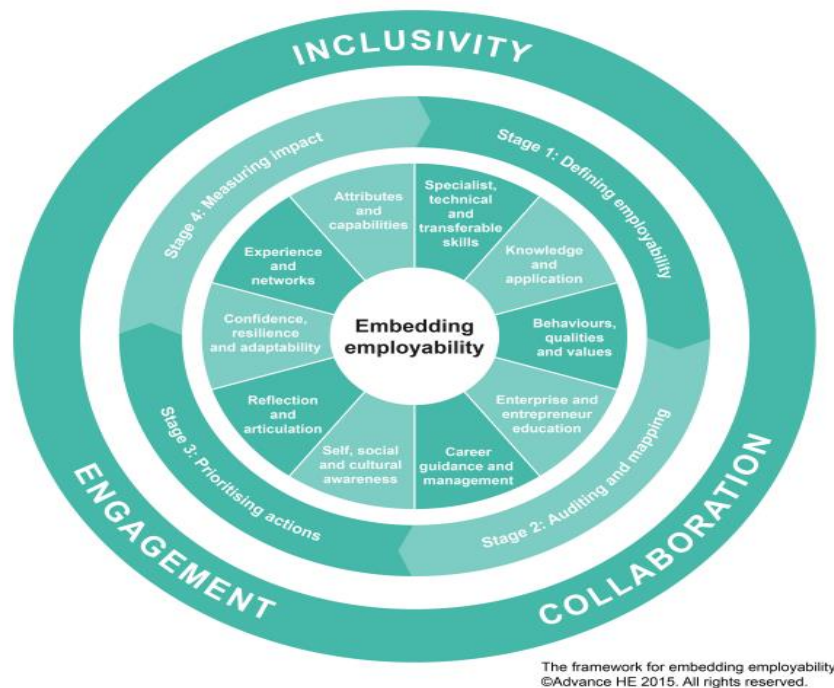 INCLUSIVITY
COLLABORATION
ENGAGEMENT
Stage 1: Defining employability
Stage 2: Auditing and mapping
Stage 3: Prioritising actions
Stage 4: Measuring impact
Specialist,
technical
and
transferable
skills
Knowledge
and
application
Behaviours,
qualities
and values
Enterprise and
entrepreneur
education
Career
guidance and
management
Self, social
and cultural
awareness
Reflection
and
articulation
Confidence,
resilience
and adaptability
Experience
and
networks
Attributes
and
capabilities
Embedding
employability
The framework for embedding employability
©Advance HE 2015. All rights reserved.